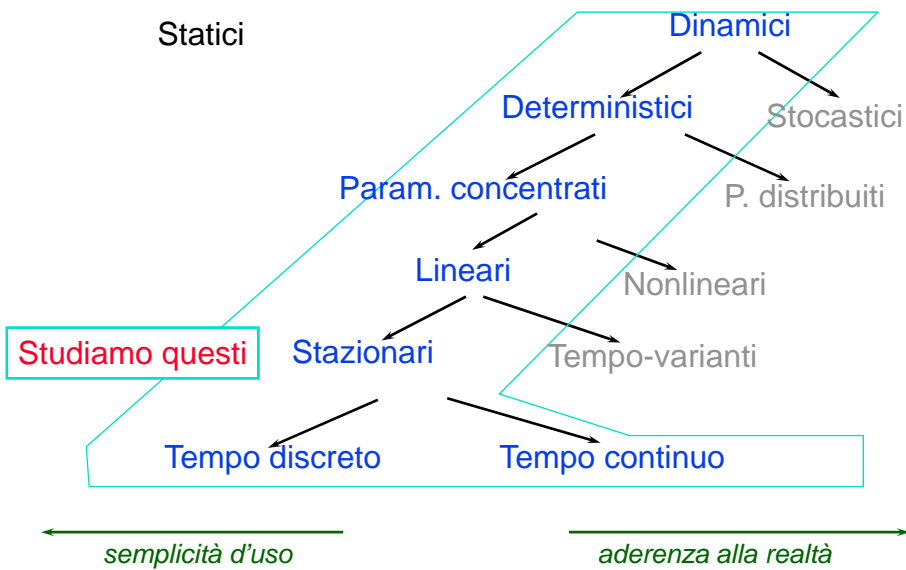 Statici
Dinamici
Deterministici
Stocastici
Param. concentrati
P. distribuiti
Lineari
Nonlineari
Studiamo questi
Stazionari
Tempo-varianti
Tempo discreto
Tempo continuo
semplicità d'uso
aderenza alla realtà